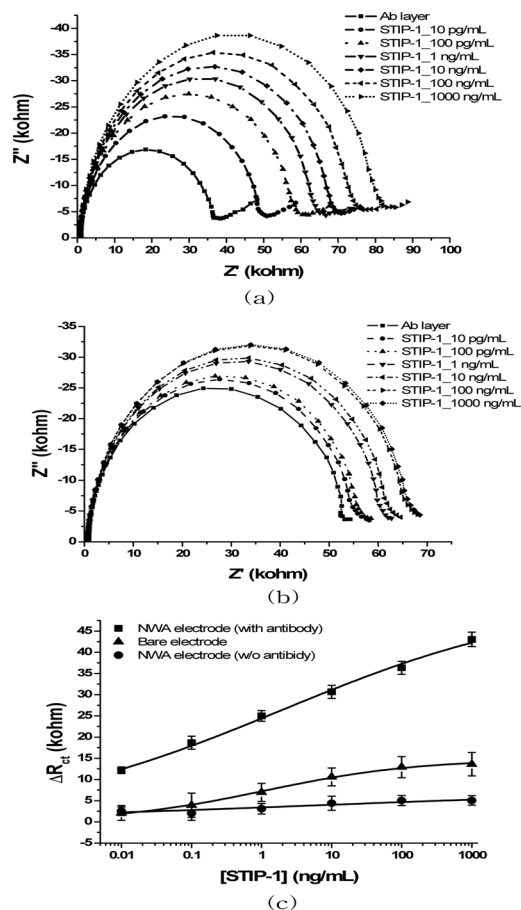 Ab layer
STIP-1_10 pg/mL
STIP-1_100 pg/mL
STIP-1_1 ng/mL
STIP-1_10 ng/mL
STIP-1_100 ng/mL
STIP-1_1000 ng/mL
-40
-35
-30
-25
-20
-15
-10
-5
0
Z'' (kohm)
0 10 20 30 40 50 60 70 80 90 100
Z' (kohm)
(a)
Ab layer
STIP-1_10 pg/mL
STIP-1_100 pg/mL
STIP-1_1 ng/mL
STIP-1_10 ng/mL
STIP-1_100 ng/mL
STIP-1_1000 ng/mL
-35
-30
-25
-20
-15
-10
-5
0
Z'' (kohm)
0 10 20 30 40 50 60 70
Z' (kohm)
(b)
NWA electrode (with antibody)
Bare electrode
NWA electrode (w/o antibidy)
45
40
35
30
25
20
15
10
5
0
-5
ΔRct (kohm)
0.01 0.1 1 10 100 1000
[STIP-1] (ng/mL)
(c)